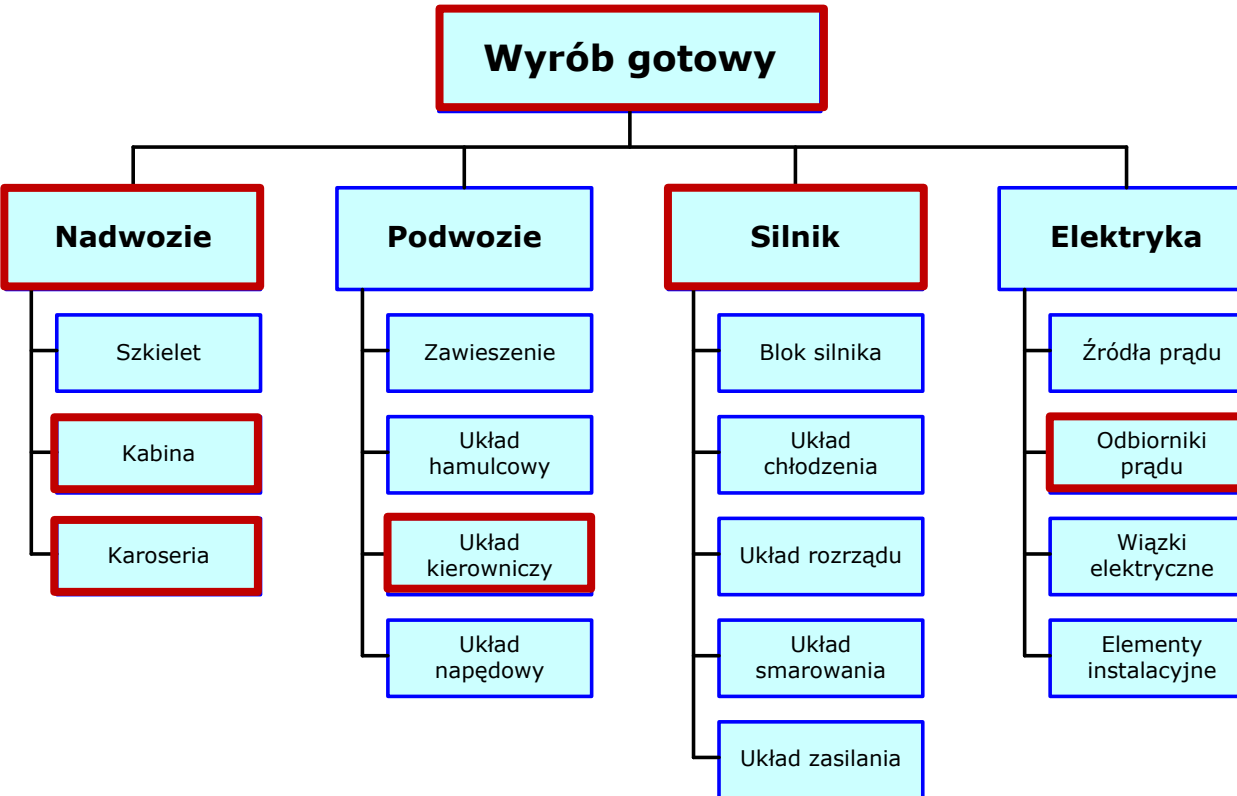 Wyrób gotowy
Nadwozie
Szkielet
Kabina
Karoseria
Podwozie
Zawieszenie
Układ
hamulcowy
Układ
kierowniczy
Układ
napędowy
Silnik
Blok silnika
Układ
chłodzenia
Układ rozrządu
Układ
smarowania
Układ zasilania
Elektryka
Źródła prądu
Odbiorniki
prądu
Wiązki
elektryczne
Elementy
instalacyjne